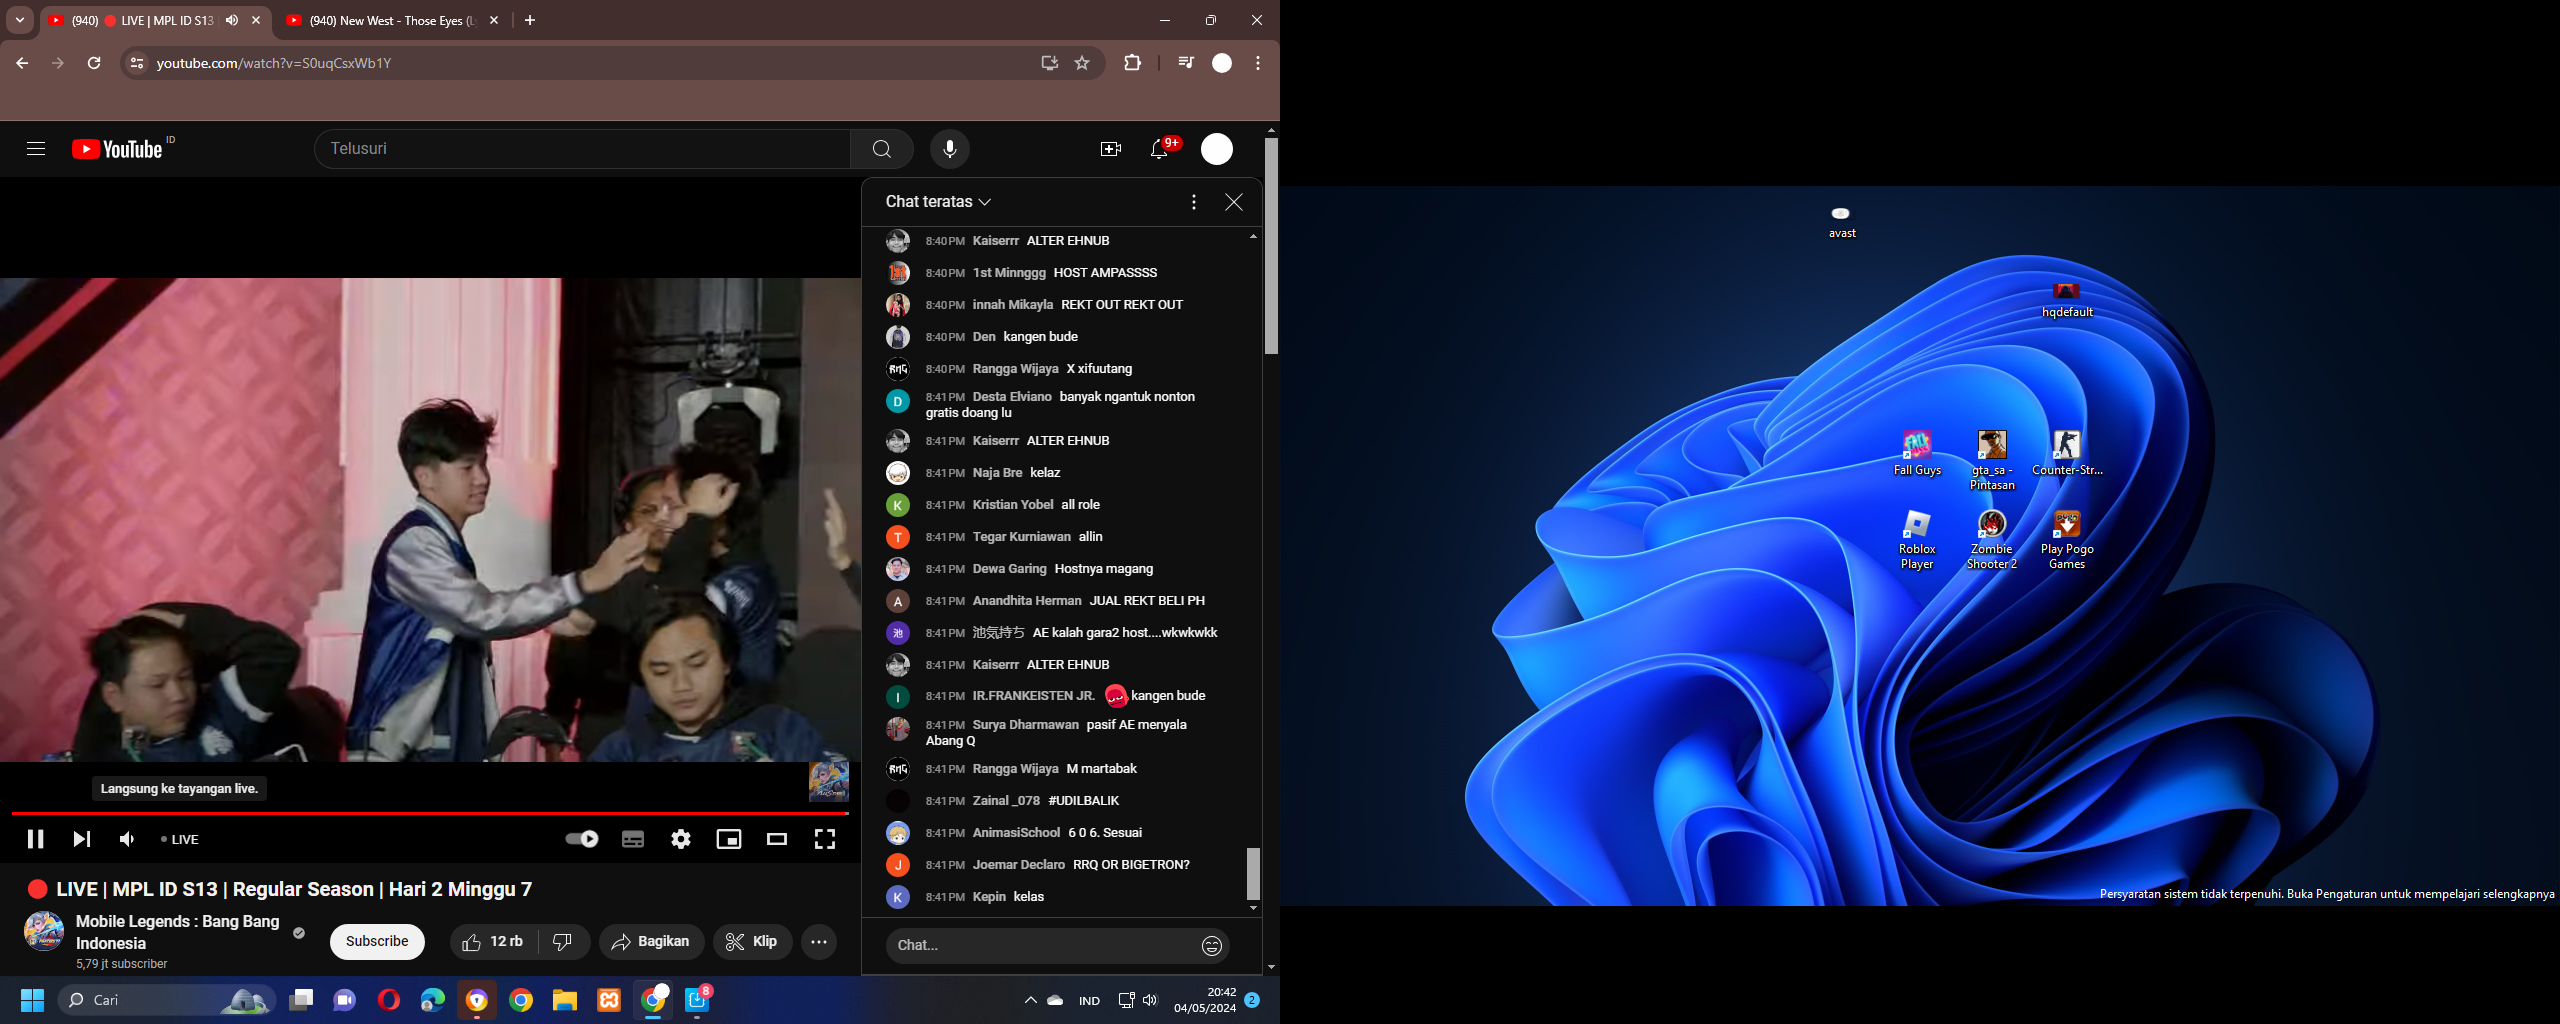 (940) 🔴 LIVE | MPL ID S13
(940) New West - Those Eyes (L
youtube.com/watch?v=S0uqCsxWb1Y
YouTube ID
Telusuri
9+
Chat teratas
8:40 PM Kaiserrr ALTER EHNUB
8:40 PM 1st Minnggg HOST AMPASSSS
8:40 PM innah Mikayla REKT OUT REKT OUT
8:40 PM Den kangen bude
8:40 PM Rangga Wijaya X xifuutang
8:41 PM Desta Elviano banyak ngantuk nonton
gratis doang lu
8:41 PM Kaiserrr ALTER EHNUB
8:41 PM Naja Bre kelaz
8:41 PM Kristian Yobel all role
8:41 PM Tegar Kurniawan allin
8:41 PM Dewa Garing Hostnya magang
8:41 PM Anandhita Herman JUAL REKT BELI PH
8:41 PM 池気持ち AE kalah gara2 host....wkwkwkk
8:41 PM Kaiserrr ALTER EHNUB
8:41 PM IR.FRANKEISTEN JR. kangen bude
8:41 PM Surya Dharmawan pasif AE menyala
Abang Q
8:41 PM Rangga Wijaya M martabak
8:41 PM Zainal _078 #UDILBALIK
8:41 PM AnimasiSchool 6 0 6. Sesuai
8:41 PM Joemar Declaro RRQ OR BIGETRON?
8:41 PM Kepin kelas
Chat...
Langsung ke tayangan live.
LIVE
🔴 LIVE | MPL ID S13 | Regular Season | Hari 2 Minggu 7
Mobile Legends : Bang Bang
Indonesia
5,79 jt subscriber
Subscribe
12 rb
Bagikan
Klip
Cari
8
IND
20:42
04/05/2024
2
avast
hqdefault
Fall Guys
gta_sa -
Pintasan
Counter-Str...
Roblox
Player
Zombie
Shooter 2
Play Pogo
Games
Persyaratan sistem tidak terpenuhi. Buka Pengaturan untuk mempelajari selengkapnya